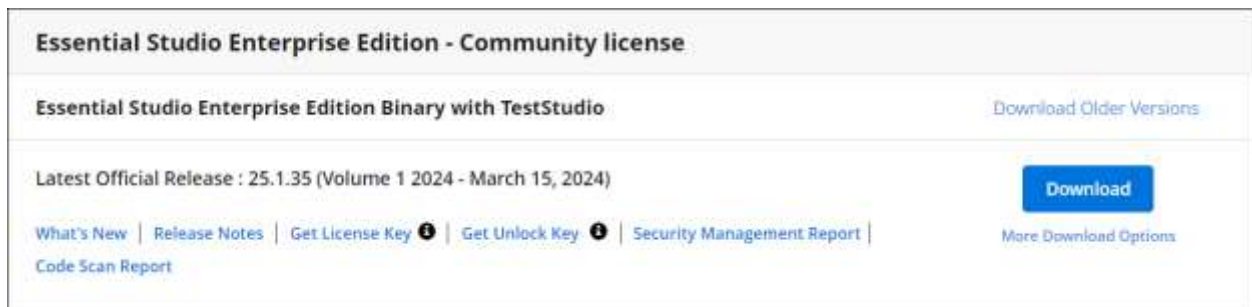 Essential Studio Enterprise Edition - Community license
Essential Studio Enterprise Edition Binary with TestStudio
Download Older Versions
Latest Official Release : 25.1.35 (Volume 1 2024 - March 15, 2024)
Download
What's New | Release Notes | Get License Key | Get Unlock Key | Security Management Report |
More Download Options
Code Scan Report